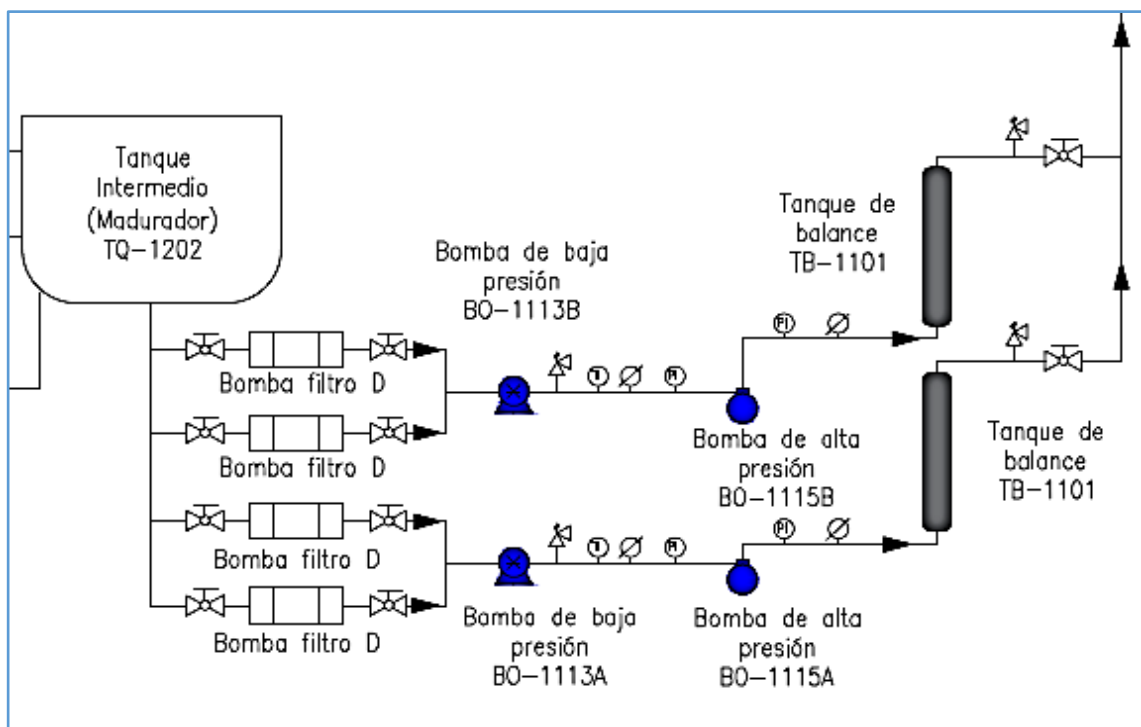 Tanque
Intermedio
(Madurador)
TQ-1202
Bomba de baja
presión
BO-1113B
Tanque de
balance
TB-1101
Bomba filtro D
Bomba filtro D
PI
Bomba de alta
presión
BO-1115B
Tanque de
balance
TB-1101
Bomba filtro D
Bomba filtro D
PI
Bomba de baja
presión
BO-1113A
Bomba de alta
presión
BO-1115A